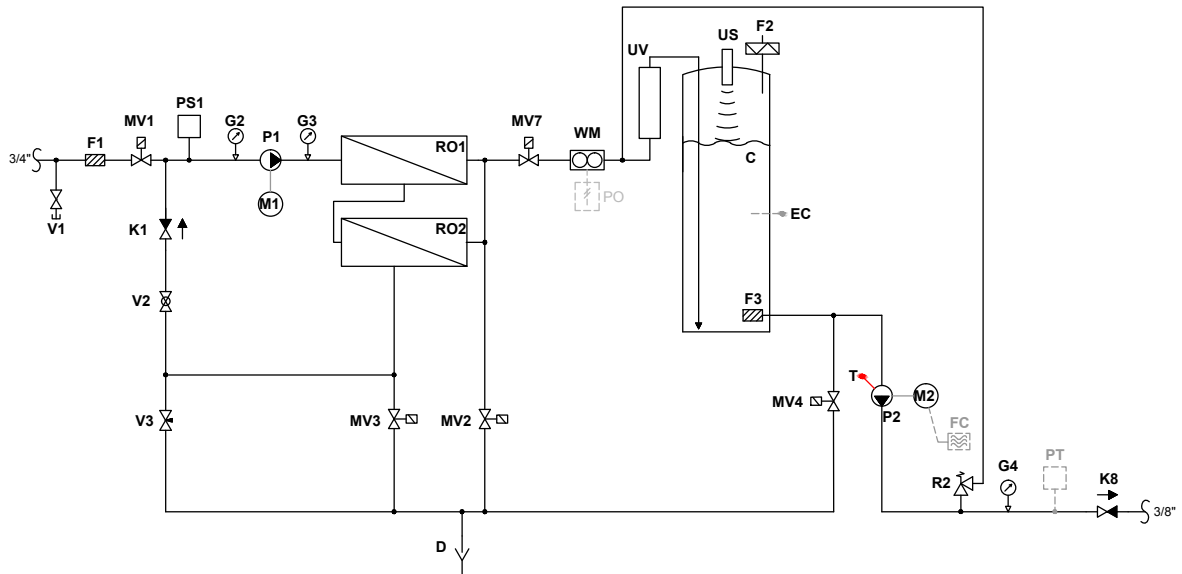 F2
US
UV
PS1
MV1
G2
P1
G3
MV7
WM
F1
RO1
C
3/4"
M1
PO
V1
K1
RO2
EC
V2
F3
T
M2
MV4
P2
V3
MV3
MV2
FC
PT
G4
K8
R2
3/8"
D